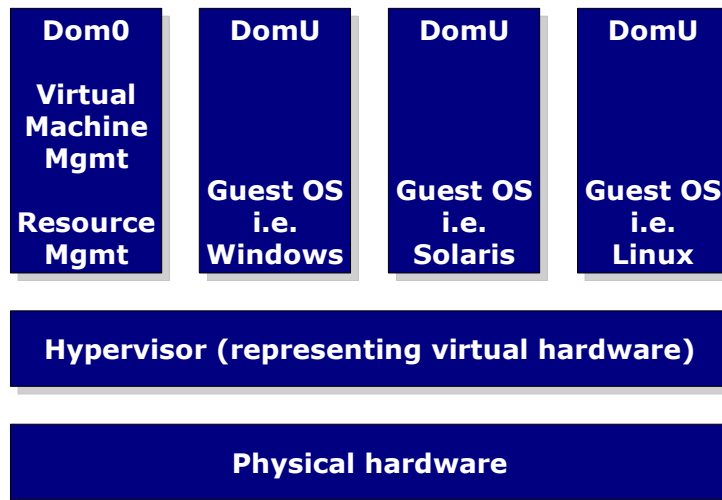 Dom0
Virtual
Machine
Mgmt
Resource
Mgmt
DomU
Guest OS
i.e.
Windows
DomU
Guest OS
i.e.
Solaris
DomU
Guest OS
i.e.
Linux
Hypervisor (representing virtual hardware)
Physical hardware